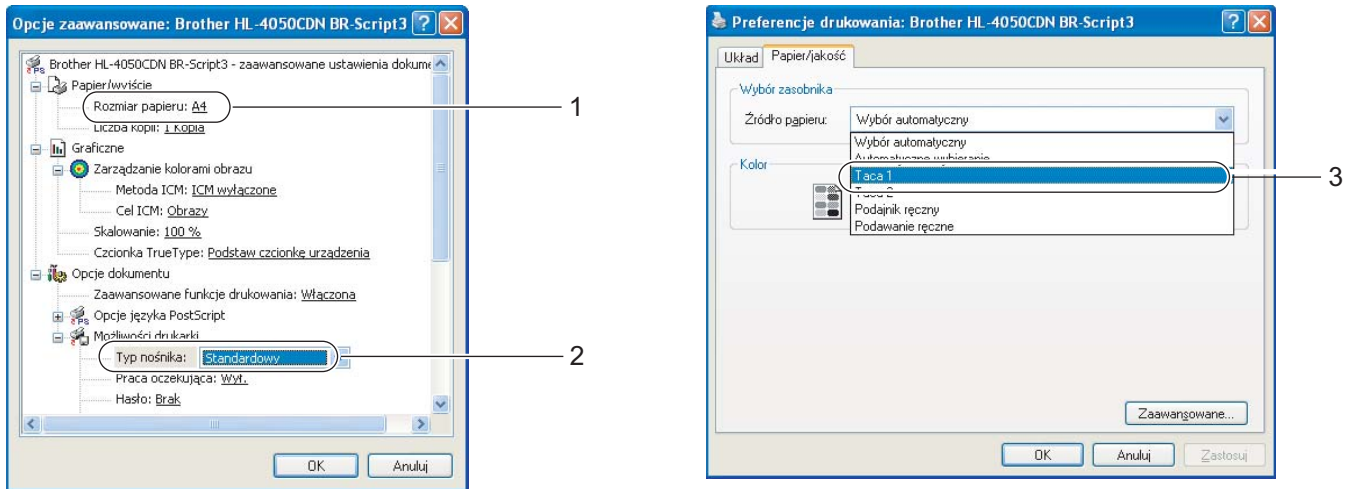 Opcje zaawansowane: Brother HL-4050CDN BR-Script3
Brother HL-4050CDN BR-Script3 - zaawansowane ustawienia dokume
Papier/wyjście
Rozmiar papieru: A4
Liczba kopii: 1 Kopia
Graficzne
Zarządzanie kolorami obrazu
Metoda ICM: ICM wyłączone
Cel ICM: Obrazy
Skalowanie: 100 %
Czcionka TrueType: Podstaw czcionkę urządzenia
Opcje dokumentu
Zaawansowane funkcje drukowania: Włączona
Opcje języka PostScript
Możliwości drukarki
Typ nośnika: Standardowy
Praca oczekująca: Wył.
Hasło: Brak
OK Anuluj
1
2
Preferencje drukowania: Brother HL-4050CDN BR-Script3
Układ Papier/jakość
Wybór zasobnika
Źródło papieru: Wybór automatyczny
Wybór automatyczny
Automatyczne wybieranie
Kolor
Taca 1
Taca 2
Podajnik ręczny
Podawanie ręczne
Zaawansowane...
OK Anuluj Zastosuj
3